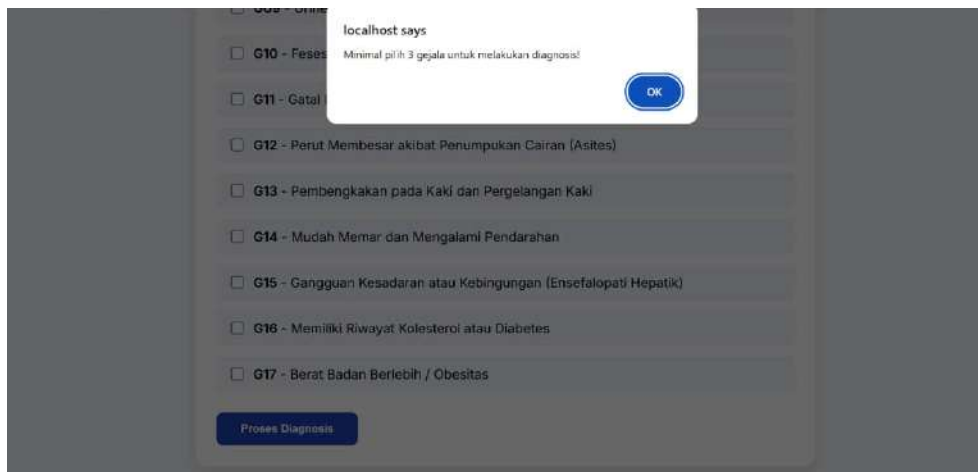 localhost says
Minimal pilih 3 gejala untuk melakukan diagnosis!
OK
G10 - Feses
G11 - Gatal
G12 - Perut Membesar akibat Penumpukan Cairan (Asites)
G13 - Pembengkakan pada Kaki dan Pergelangan Kaki
G14 - Mudah Memar dan Mengalami Pendarahan
G15 - Gangguan Kesadaran atau Kebingungan (Ensefalopati Hepatik)
G16 - Memiliki Riwayat Kolesterol atau Diabetes
G17 - Berat Badan Berlebih / Obesitas
Proses Diagnosis